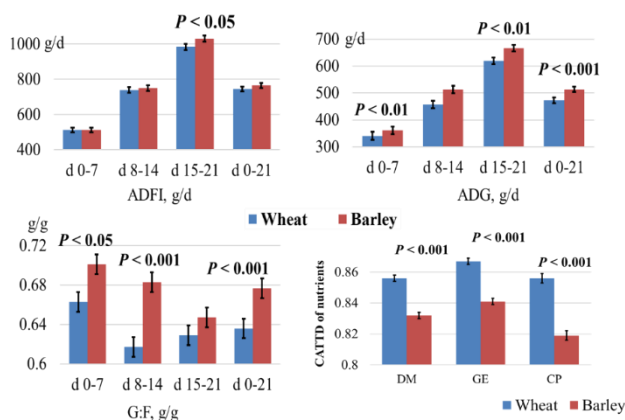 g/d
1000
800
600
400
P < 0.05
d 0-7 d 8-14 d 15-21 d 0-21
ADFI, g/d
g/d
700
600
500
400
300
P < 0.01
P < 0.01
P < 0.001
d 0-7 d 8-14 d 15-21 d 0-21
ADG, g/d
Wheat Barley
g/g
0.72
0.68
0.64
0.6
P < 0.05
P < 0.001
P < 0.001
d 0-7 d 8-14 d 15-21 d 0-21
G:F, g/g
CATTD of nutrients
0.86
0.84
0.82
0.8
P < 0.001
P < 0.001
P < 0.001
DM GE CP
Wheat Barley